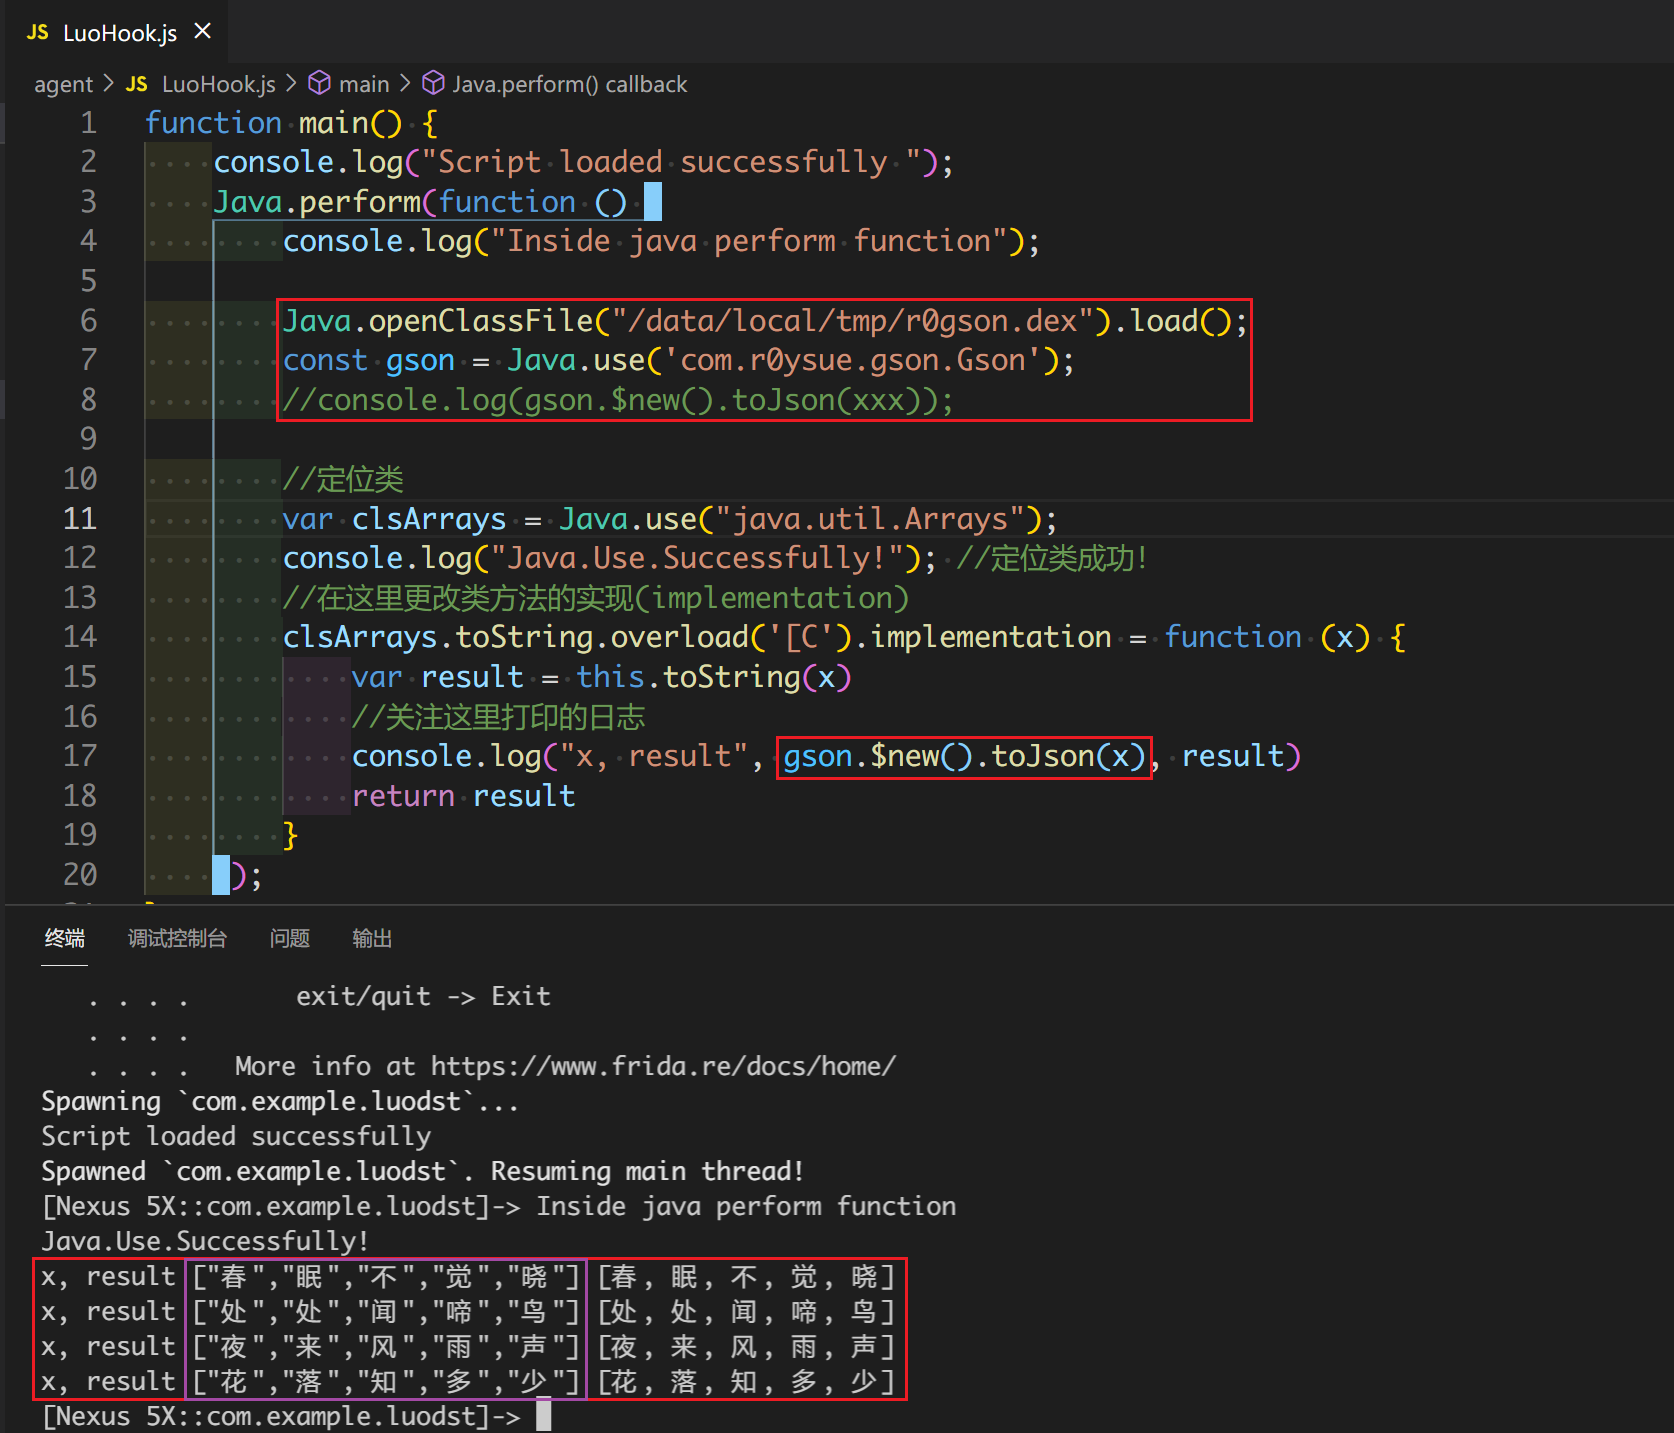 JS LuoHook.js ×
agent > JS LuoHook.js > main > Java.perform() callback
1 function main() {
2 console.log("Script loaded successfully ");
3 Java.perform(function ()
4 console.log("Inside java perform function");
5
6 Java.openClassFile("/data/local/tmp/r0gson.dex").load();
7 const gson = Java.use('com.r0ysue.gson.Gson');
8 //console.log(gson.$new().toJson(xxx));
9
10 //定位类
11 var clsArrays = Java.use("java.util.Arrays");
12 console.log("Java.Use.Successfully!"); //定位类成功!
13 //在这里更改类方法的实现(implementation)
14 clsArrays.toString.overload('[C').implementation = function (x) {
15 var result = this.toString(x)
16 //关注这里打印的日志
17 console.log("x, result", gson.$new().toJson(x), result)
18 return result
19 }
20 );
终端 调试控制台 问题 输出
. . . . exit/quit -> Exit
. . . .
. . . . More info at https://www.frida.re/docs/home/
Spawning `com.example.luodst`...
Script loaded successfully
Spawned `com.example.luodst`. Resuming main thread!
[Nexus 5X::com.example.luodst]-> Inside java perform function
Java.Use.Successfully!
x, result ["春","眠","不","觉","晓"] [春, 眠, 不, 觉, 晓]
x, result ["处","处","闻","啼","鸟"] [处, 处, 闻, 啼, 鸟]
x, result ["夜","来","风","雨","声"] [夜, 来, 风, 雨, 声]
x, result ["花","落","知","多","少"] [花, 落, 知, 多, 少]
[Nexus 5X::com.example.luodst]->